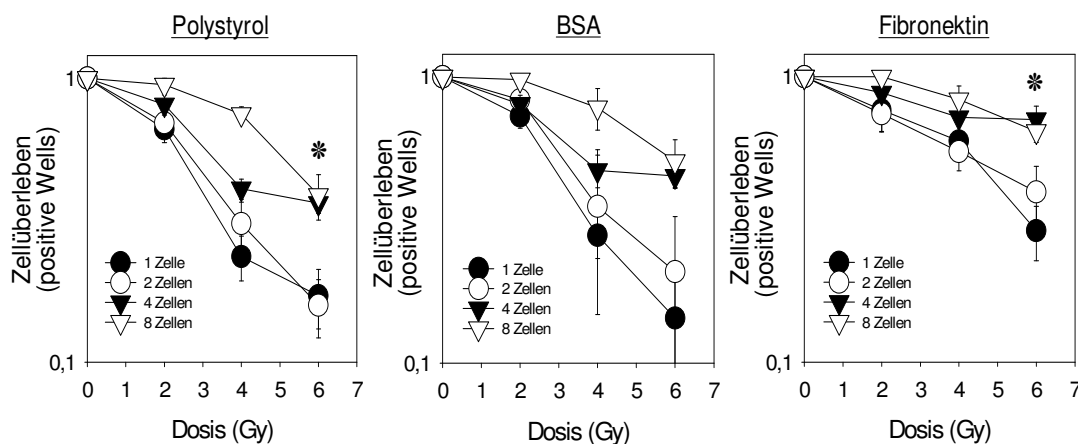 Polystyrol
BSA
Fibronektin
1
0,1
Zellüberleben
(positive Wells)
1 Zelle
2 Zellen
4 Zellen
8 Zellen
*
0 1 2 3 4 5 6 7
Dosis (Gy)
1
0,1
Zellüberleben
(positive Wells)
1 Zelle
2 Zellen
4 Zellen
8 Zellen
0 1 2 3 4 5 6 7
Dosis (Gy)
1
0,1
Zellüberleben
(positive Wells)
1 Zelle
2 Zellen
4 Zellen
8 Zellen
*
0 1 2 3 4 5 6 7
Dosis (Gy)